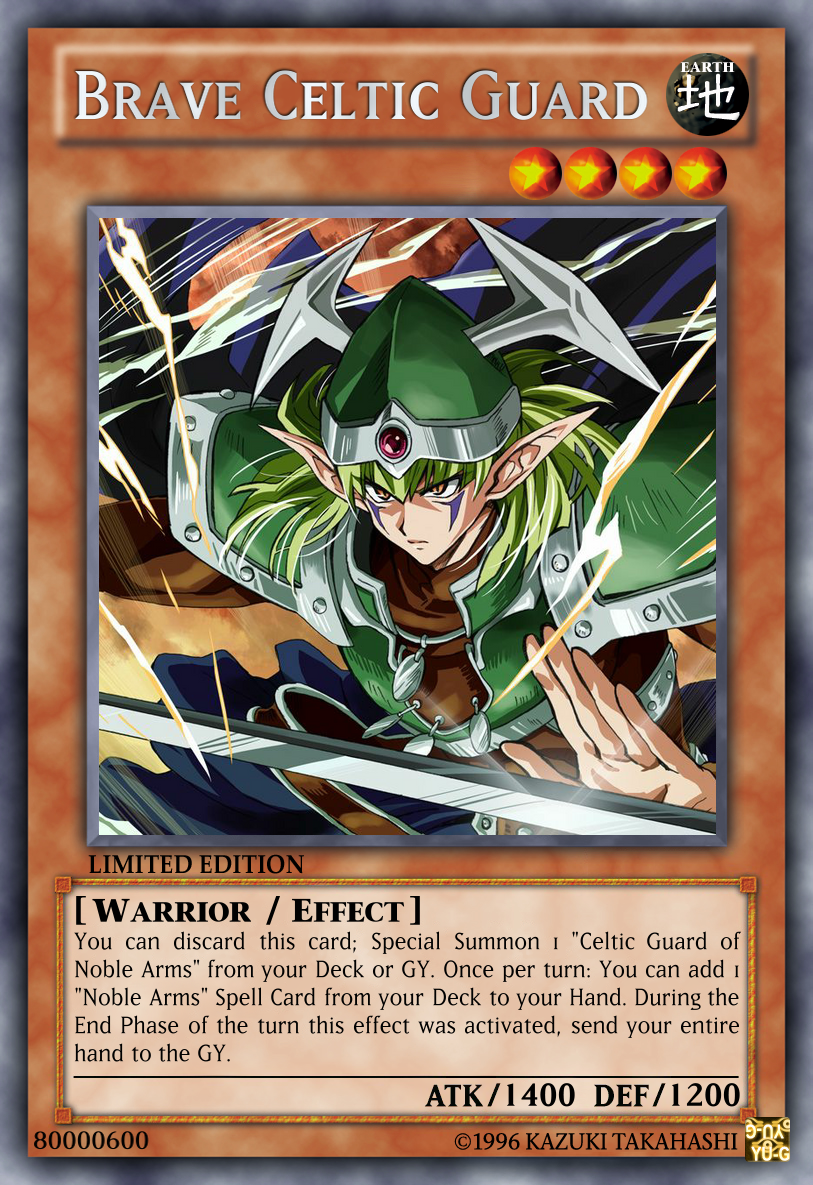 BRAVE CELTIC GUARD
EARTH
地
LIMITED EDITION
[ WARRIOR / EFFECT ]
You can discard this card; Special Summon 1 "Celtic Guard of
Noble Arms" from your Deck or GY. Once per turn: You can add 1
"Noble Arms" Spell Card from your Deck to your Hand. During the
End Phase of the turn this effect was activated, send your entire
hand to the GY.
ATK/1400 DEF/1200
80000600
©1996 KAZUKI TAKAHASHI